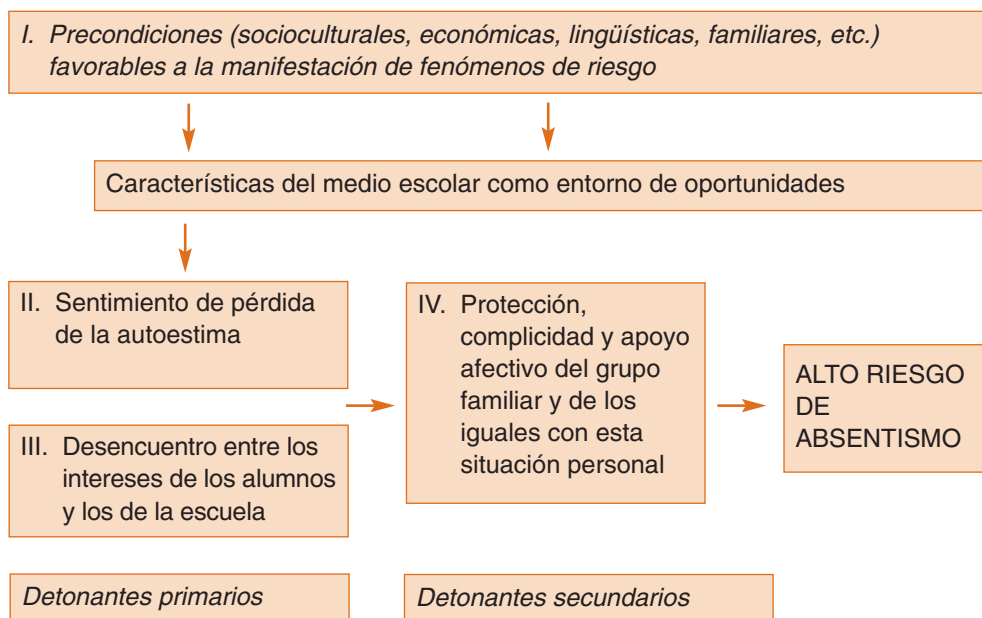 I. Precondiciones (socioculturales, económicas, lingüísticas, familiares, etc.)
favorables a la manifestación de fenómenos de riesgo
Características del medio escolar como entorno de oportunidades
II. Sentimiento de pérdida
de la autoestima
III. Desencuentro entre los
intereses de los alumnos
y los de la escuela
IV. Protección,
complicidad y apoyo
afectivo del grupo
familiar y de los
iguales con esta
situación personal
ALTO RIESGO
DE
ABSENTISMO
Detonantes primarios
Detonantes secundarios